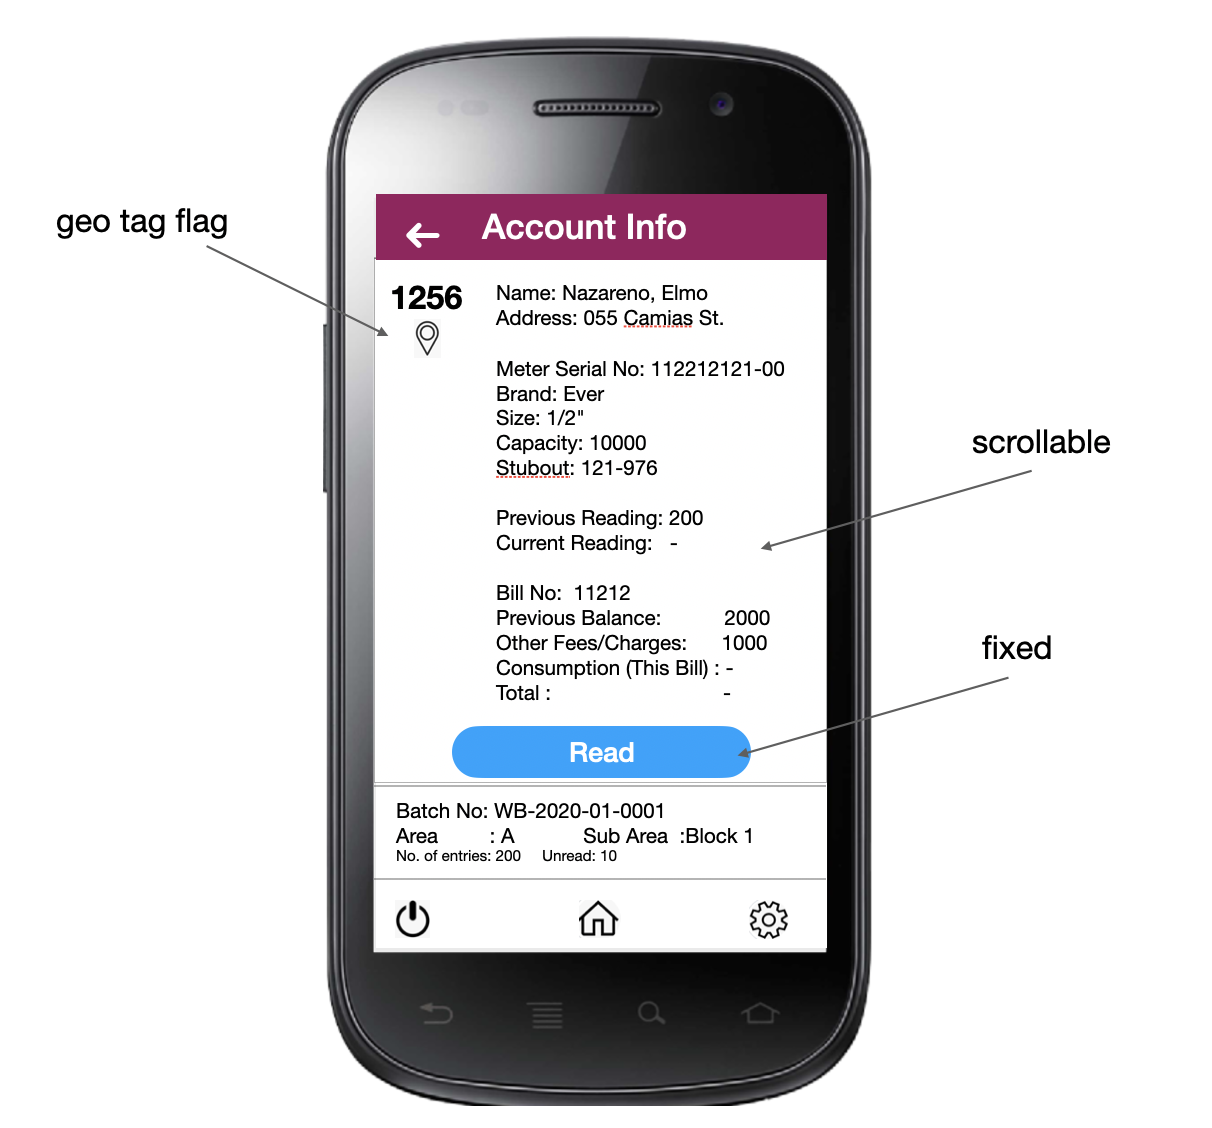 geo tag flag
Account Info
1256
Name: Nazareno, Elmo
Address: 055 Camias St.
Meter Serial No: 112212121-00
Brand: Ever
Size: 1/2"
Capacity: 10000
Stubout: 121-976
scrollable
Previous Reading: 200
Current Reading: -
Bill No: 11212
Previous Balance: 2000
Other Fees/Charges: 1000
Consumption (This Bill) : -
Total : -
fixed
Read
Batch No: WB-2020-01-0001
Area : A Sub Area :Block 1
No. of entries: 200 Unread: 10